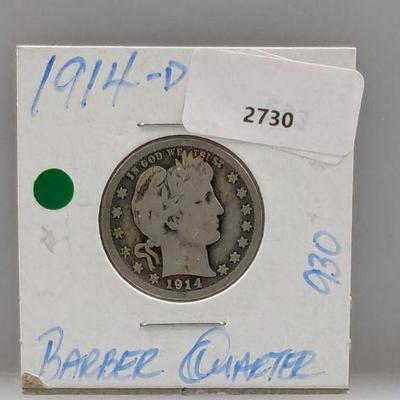 1914-D
2730
IN GOD WE TRUST
1914
930
BARBER QUARTER